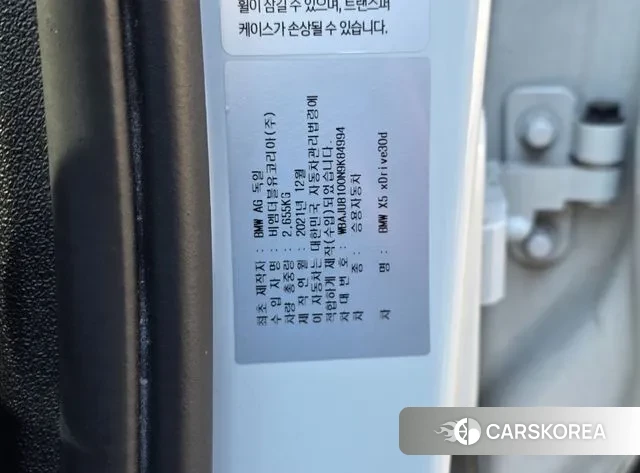 휠이 잠길 수 있으며, 트랜스퍼
케이스가 손상될 수 있습니다.
최초 제작자 : BMW AG 독일
수 입 자 명 : 비엠더블유코리아(주)
차량 총중량 : 2,655KG
제 작 연 월 : 2021년 12월
이 자동차는 대한민국 자동차관리법령에
적합하게 제작(수입)되었습니다.
차 대 번 호 : WBAJU8100N9K84994
차 종 : 승용자동차
차 명 : BMW X5 xDrive30d
CARSKOREA